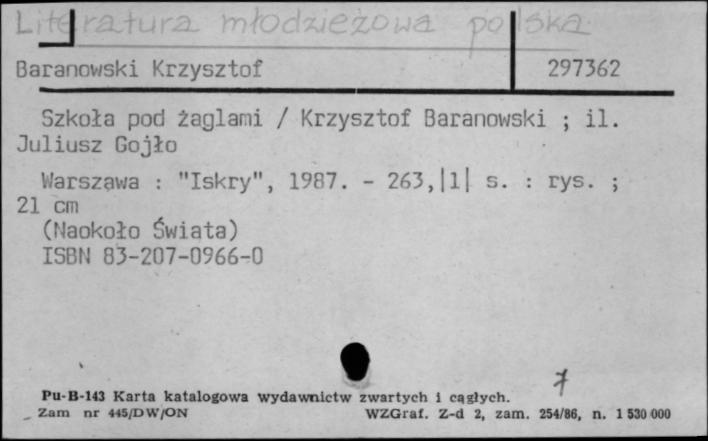 Literatura młodzieżowa polska
Baranowski Krzysztof 297362
Szkoła pod żaglami / Krzysztof Baranowski ; il.
Juliusz Gojło
Warszawa : "Iskry", 1987. - 263,|1| s. : rys. ;
21 cm
(Naokoło Świata)
ISBN 83-207-0966-0
7
Pu-B-143 Karta katalogowa wydawnictw zwartych i cągłych.
Zam nr 445/DW/ON WZGraf. Z-d 2, zam. 254/86, n. 1 530 000